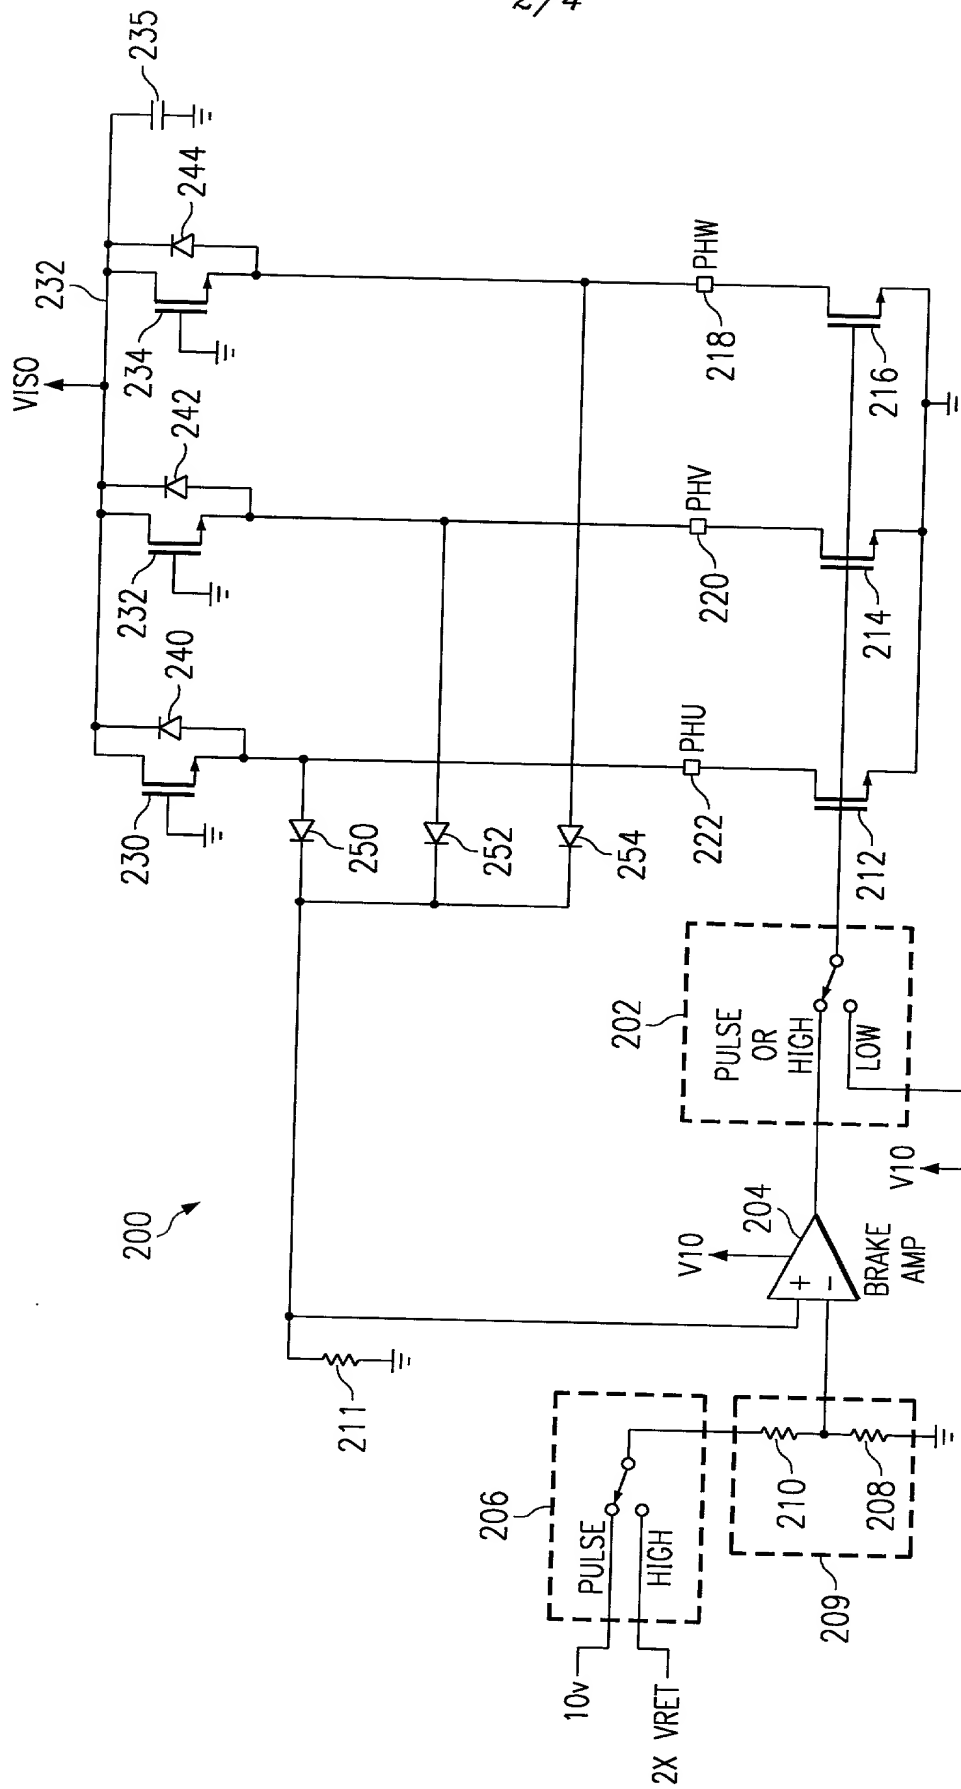 2/4
235
244
232
VISO
234
242
232
240
230
PHW
218
216
PHV
220
214
PHU
222
212
250
252
254
202
PULSE
OR
HIGH
LOW
200
V10
204
V10
BRAKE
AMP
+
−
211
206
PULSE
HIGH
210
208
209
10v
2X VRET